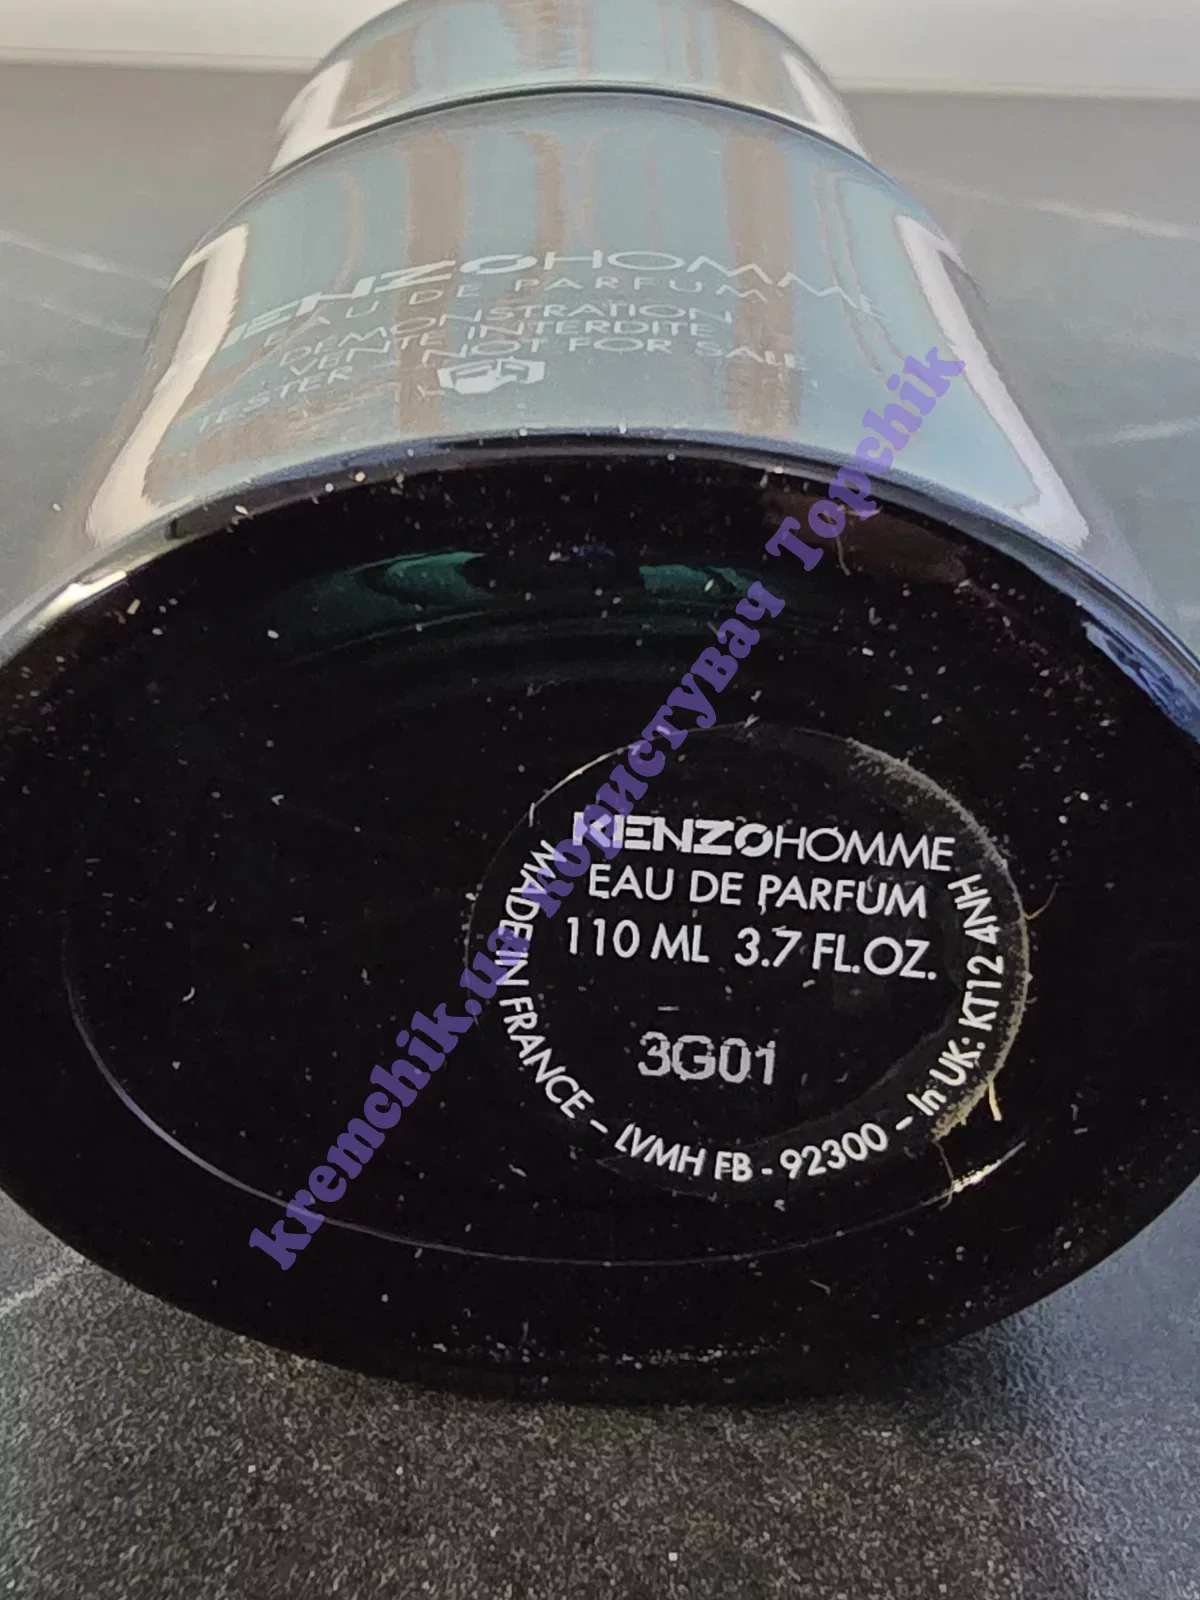 KENZOHOMME
EAU DE PARFUM
DEMONSTRATION
VENTE INTERDITE
TESTER - NOT FOR SALE
KENZOHOMME
EAU DE PARFUM
110 ML 3.7 FL.OZ.
3G01
MADE IN FRANCE – LVMH FB - 92300 – In UK: KT12 4NH
kremchik.ua користувач Topchik